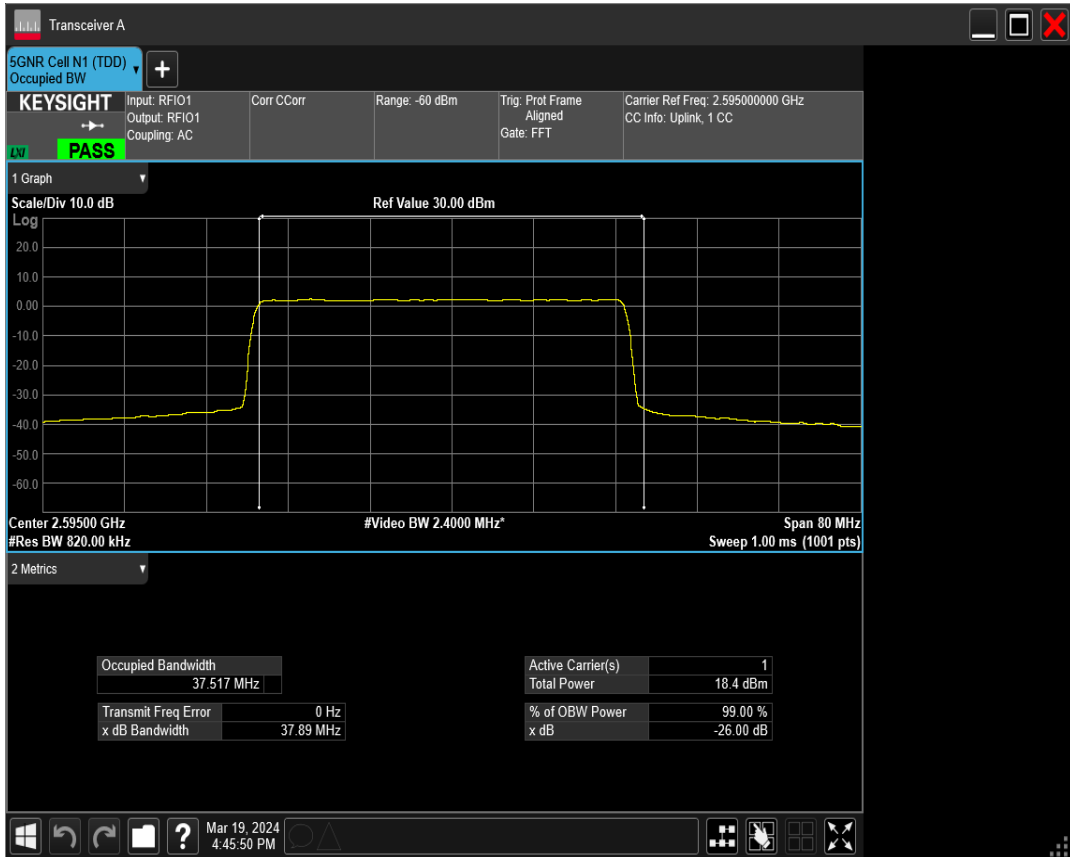 Transceiver A
5GNR Cell N1 (TDD)
Occupied BW
KEYSIGHT
LXI
PASS
Input: RFIO1
Output: RFIO1
Coupling: AC
Corr CCorr
Range: -60 dBm
Trig: Prot Frame
Aligned
Gate: FFT
Carrier Ref Freq: 2.595000000 GHz
CC Info: Uplink, 1 CC
1 Graph
Scale/Div 10.0 dB
Ref Value 30.00 dBm
Log
20.0
10.0
0.00
-10.0
-20.0
-30.0
-40.0
-50.0
-60.0
Center 2.59500 GHz
#Video BW 2.4000 MHz*
Span 80 MHz
#Res BW 820.00 kHz
Sweep 1.00 ms (1001 pts)
2 Metrics
Occupied Bandwidth
37.517 MHz
Transmit Freq Error 0 Hz
x dB Bandwidth 37.89 MHz
Active Carrier(s) 1
Total Power 18.4 dBm
% of OBW Power 99.00 %
x dB -26.00 dB
Mar 19, 2024
4:45:50 PM